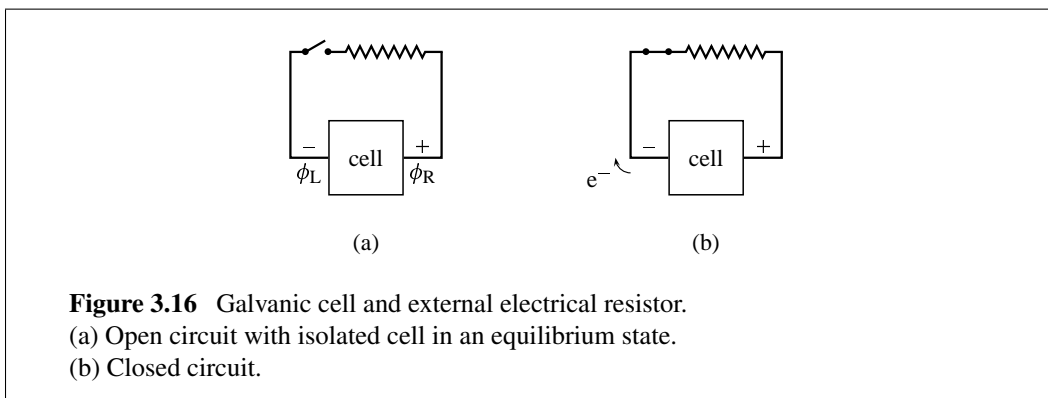 − cell +
ϕL ϕR
(a)
− cell +
e−
(b)
Figure 3.16 Galvanic cell and external electrical resistor.
(a) Open circuit with isolated cell in an equilibrium state.
(b) Closed circuit.